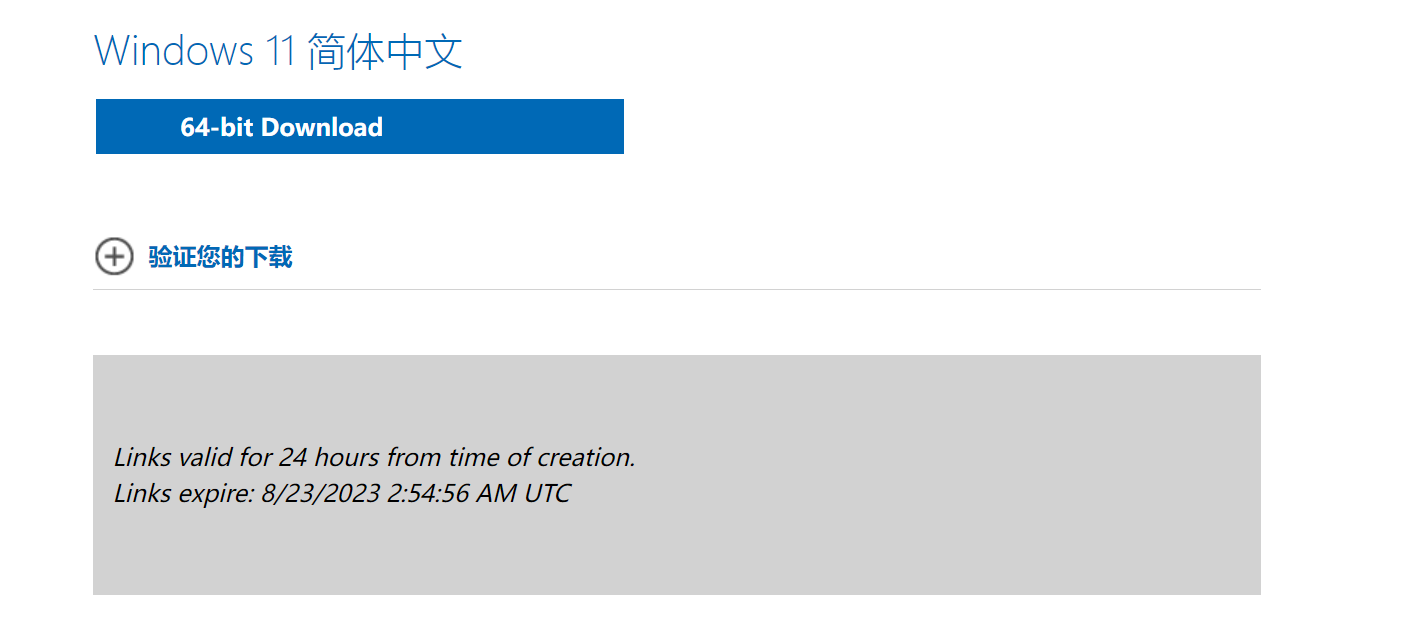 Windows 11 简体中文
64-bit Download
验证您的下载
Links valid for 24 hours from time of creation.
Links expire: 8/23/2023 2:54:56 AM UTC